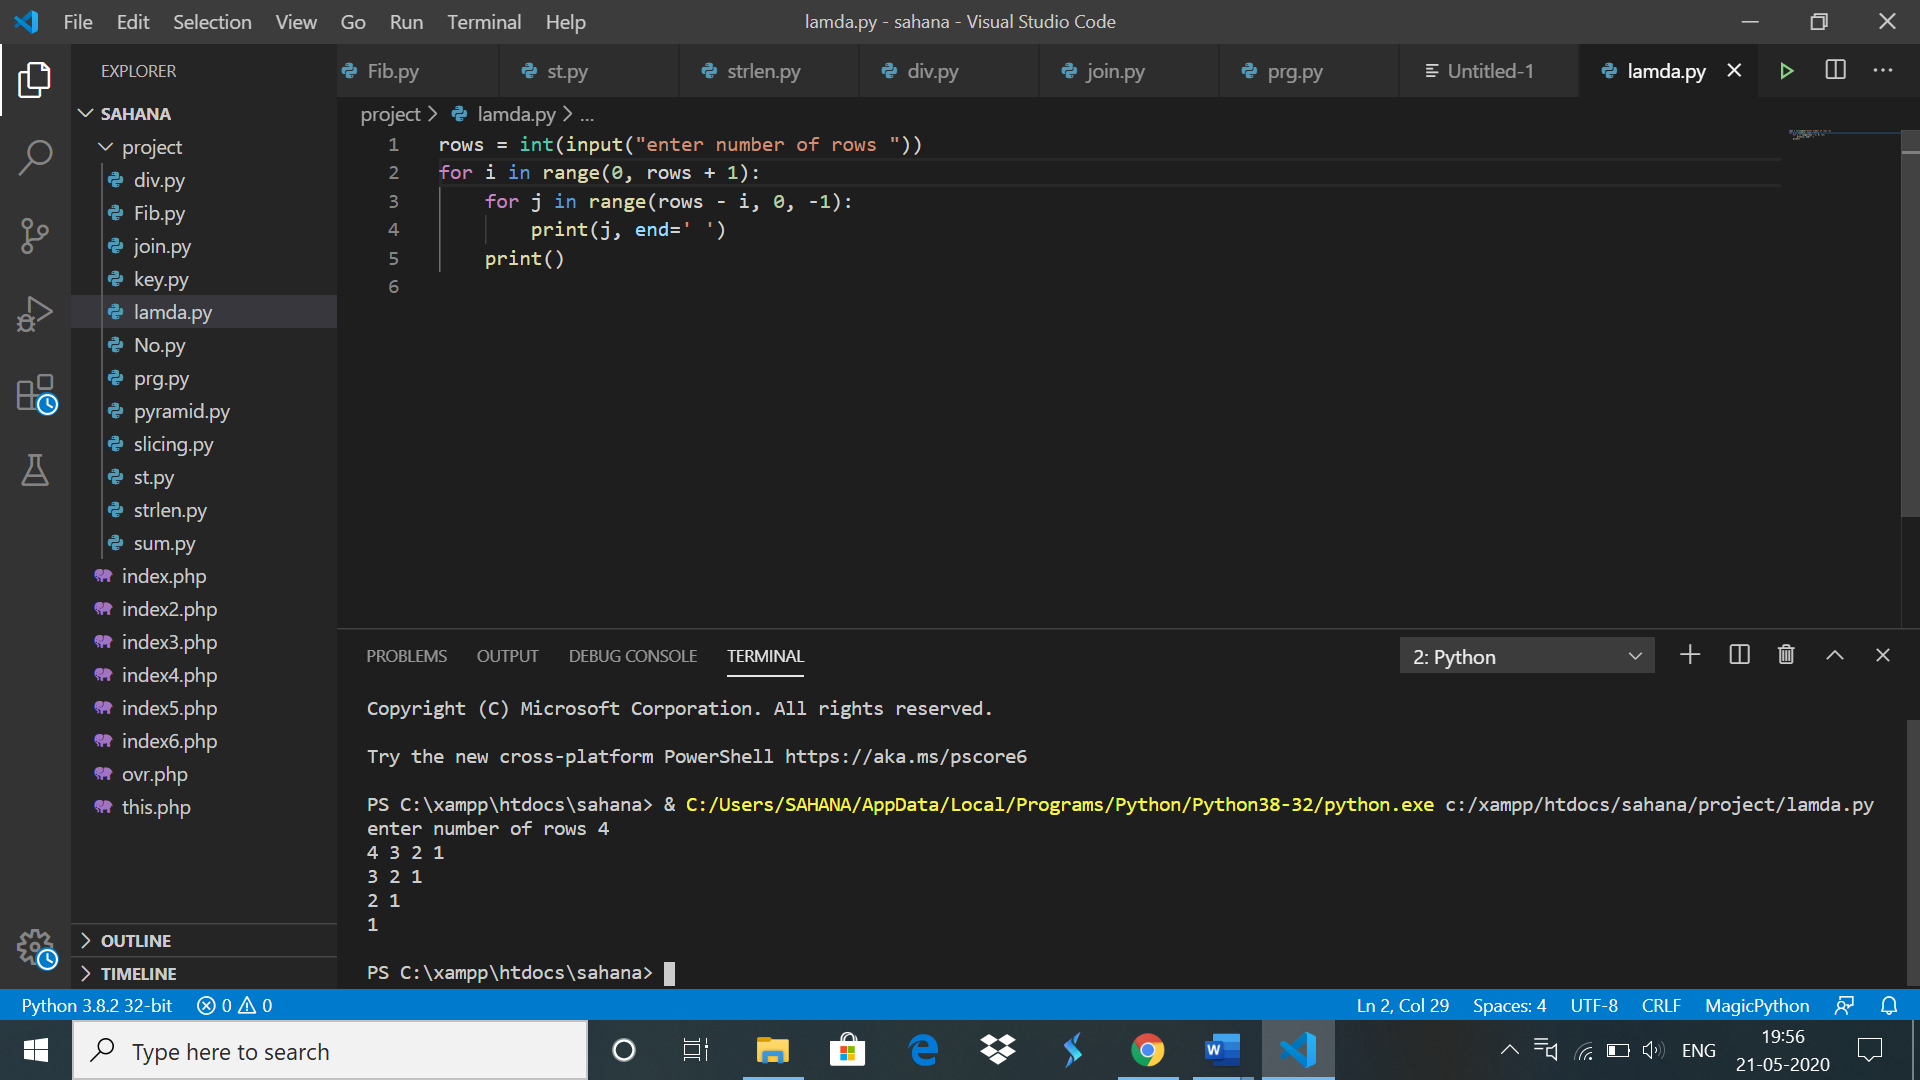 File Edit Selection View Go Run Terminal Help lamda.py - sahana - Visual Studio Code
EXPLORER Fib.py st.py strlen.py div.py join.py prg.py Untitled-1 lamda.py
SAHANA
project
div.py
Fib.py
join.py
key.py
lamda.py
No.py
prg.py
pyramid.py
slicing.py
st.py
strlen.py
sum.py
index.php
index2.php
index3.php
index4.php
index5.php
index6.php
ovr.php
this.php
OUTLINE
TIMELINE
project > lamda.py > ...
1 rows = int(input("enter number of rows "))
2 for i in range(0, rows + 1):
3     for j in range(rows - i, 0, -1):
4         print(j, end=' ')
5     print()
6
PROBLEMS OUTPUT DEBUG CONSOLE TERMINAL 2: Python
Copyright (C) Microsoft Corporation. All rights reserved.
Try the new cross-platform PowerShell https://aka.ms/pscore6
PS C:\xampp\htdocs\sahana> & C:/Users/SAHANA/AppData/Local/Programs/Python/Python38-32/python.exe c:/xampp/htdocs/sahana/project/lamda.py
enter number of rows 4
4 3 2 1
3 2 1
2 1
1
PS C:\xampp\htdocs\sahana>
Python 3.8.2 32-bit 0 0 Ln 2, Col 29 Spaces: 4 UTF-8 CRLF MagicPython
Type here to search W ENG 19:56
21-05-2020